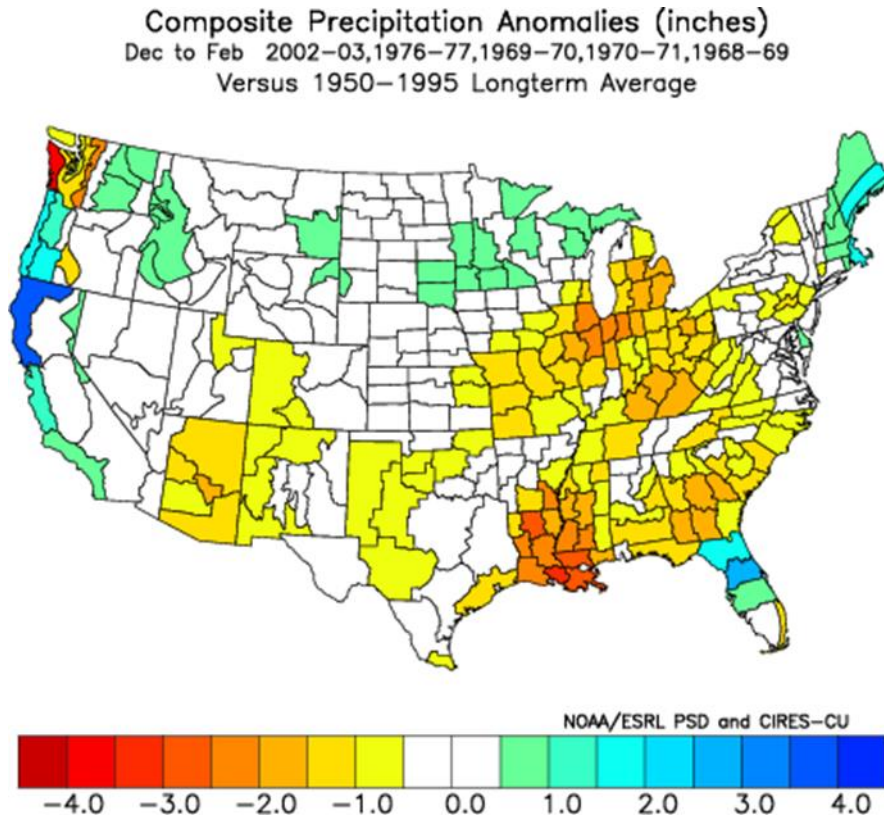 Composite Precipitation Anomalies (inches)
Dec to Feb 2002-03,1976-77,1969-70,1970-71,1968-69
Versus 1950-1995 Longterm Average
NOAA/ESRL PSD and CIRES-CU
-4.0 -3.0 -2.0 -1.0 0.0 1.0 2.0 3.0 4.0